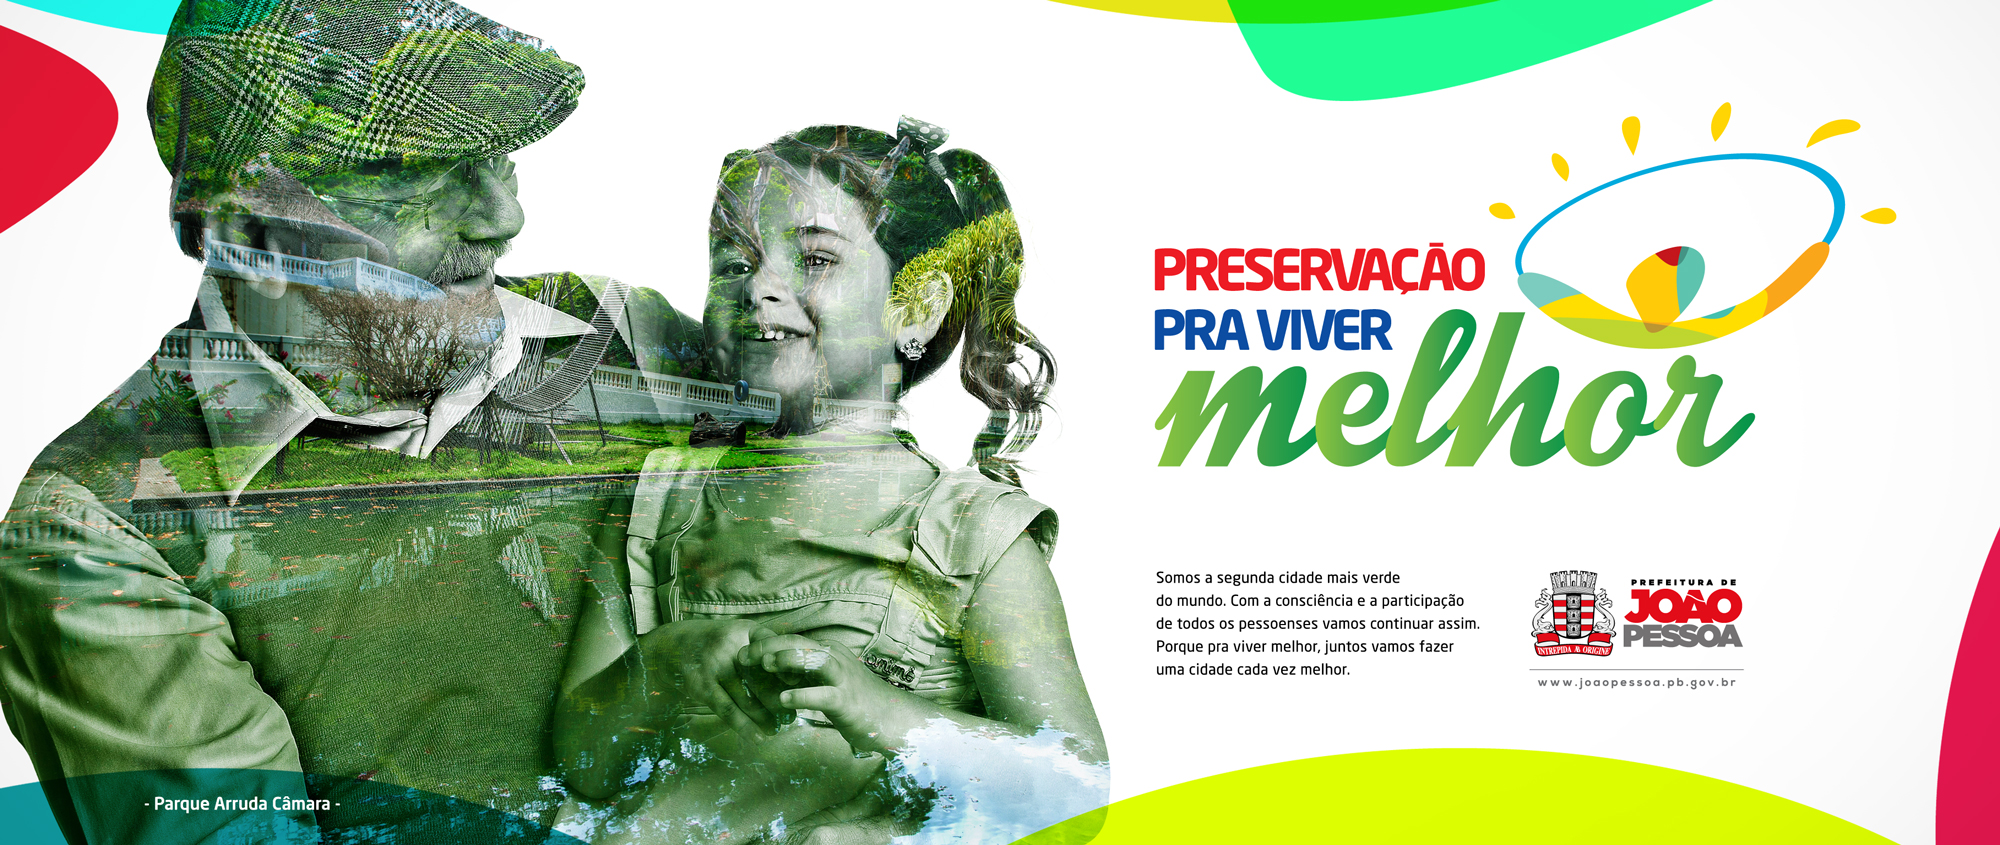 PRESERVAÇÃO
PRA VIVER
melhor
Somos a segunda cidade mais verde
do mundo. Com a consciência e a participação
de todos os pessoenses vamos continuar assim.
Porque pra viver melhor, juntos vamos fazer
uma cidade cada vez melhor.
INTREPIDA AB ORIGINE
PREFEITURA DE
JOÃO
PESSOA
www.joaopessoa.pb.gov.br
animê
- Parque Arruda Câmara -